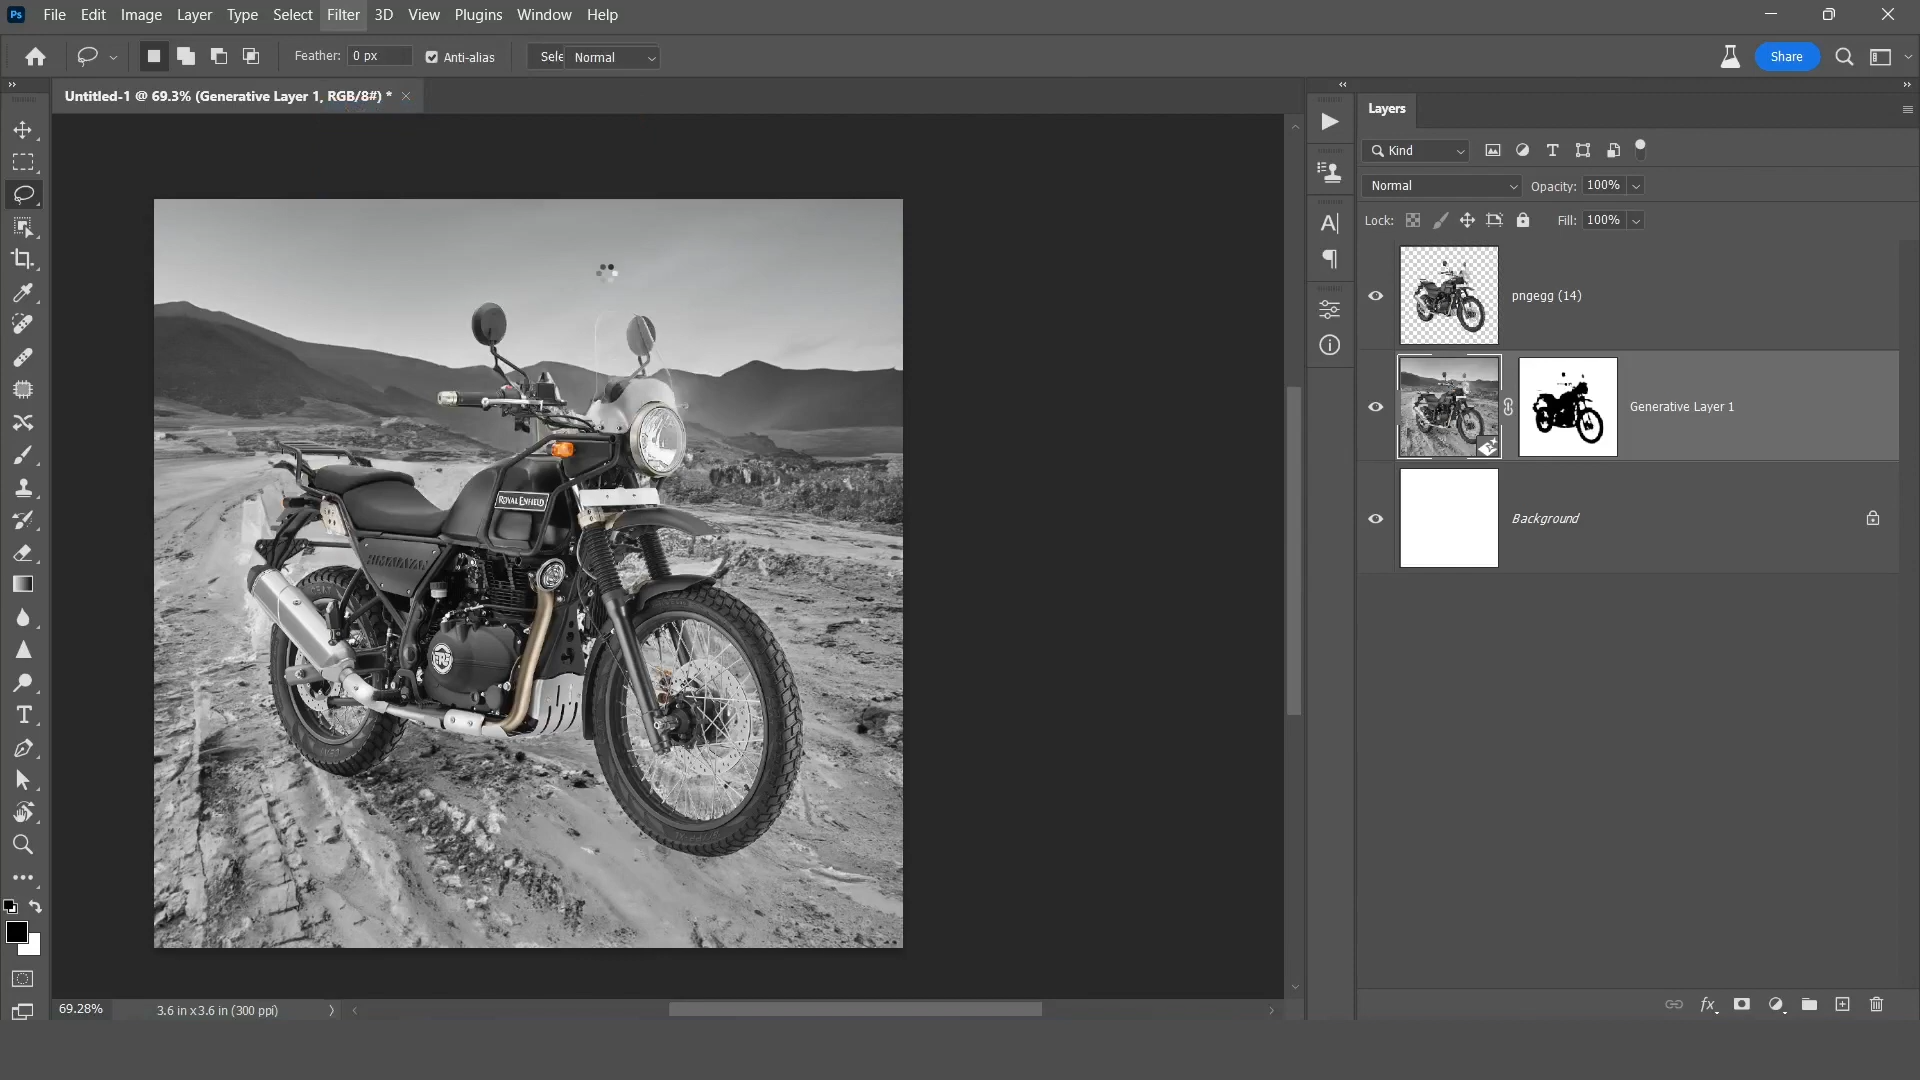 Ps File Edit Image Layer Type Select Filter 3D View Plugins Window Help
Feather: 0 px Anti-alias Sele Normal Share
Untitled-1 @ 69.3% (Generative Layer 1, RGB/8#) *
Layers
Kind
Normal Opacity: 100%
Lock: Fill: 100%
pngegg (14)
Generative Layer 1
Background
ROYAL ENFIELD
HIMALAYAN
69.28% 3.6 in x 3.6 in (300 ppi)